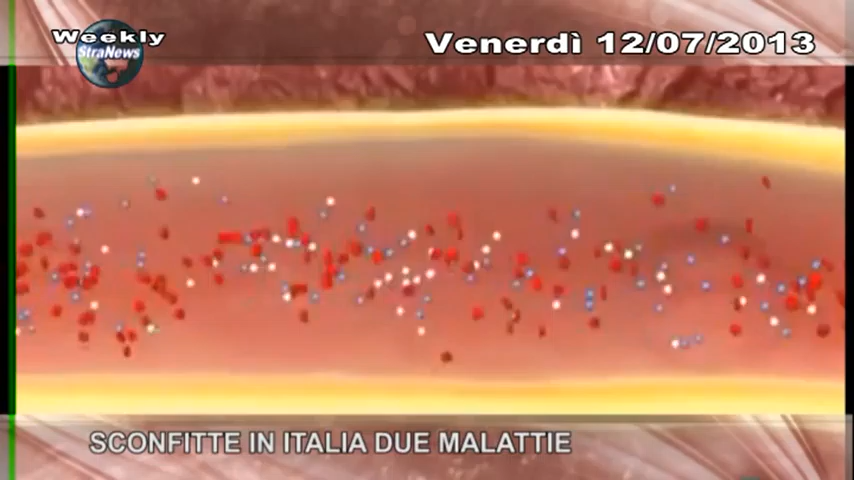 Weekly
StraNews
Venerdì 12/07/2013
SCONFITTE IN ITALIA DUE MALATTIE